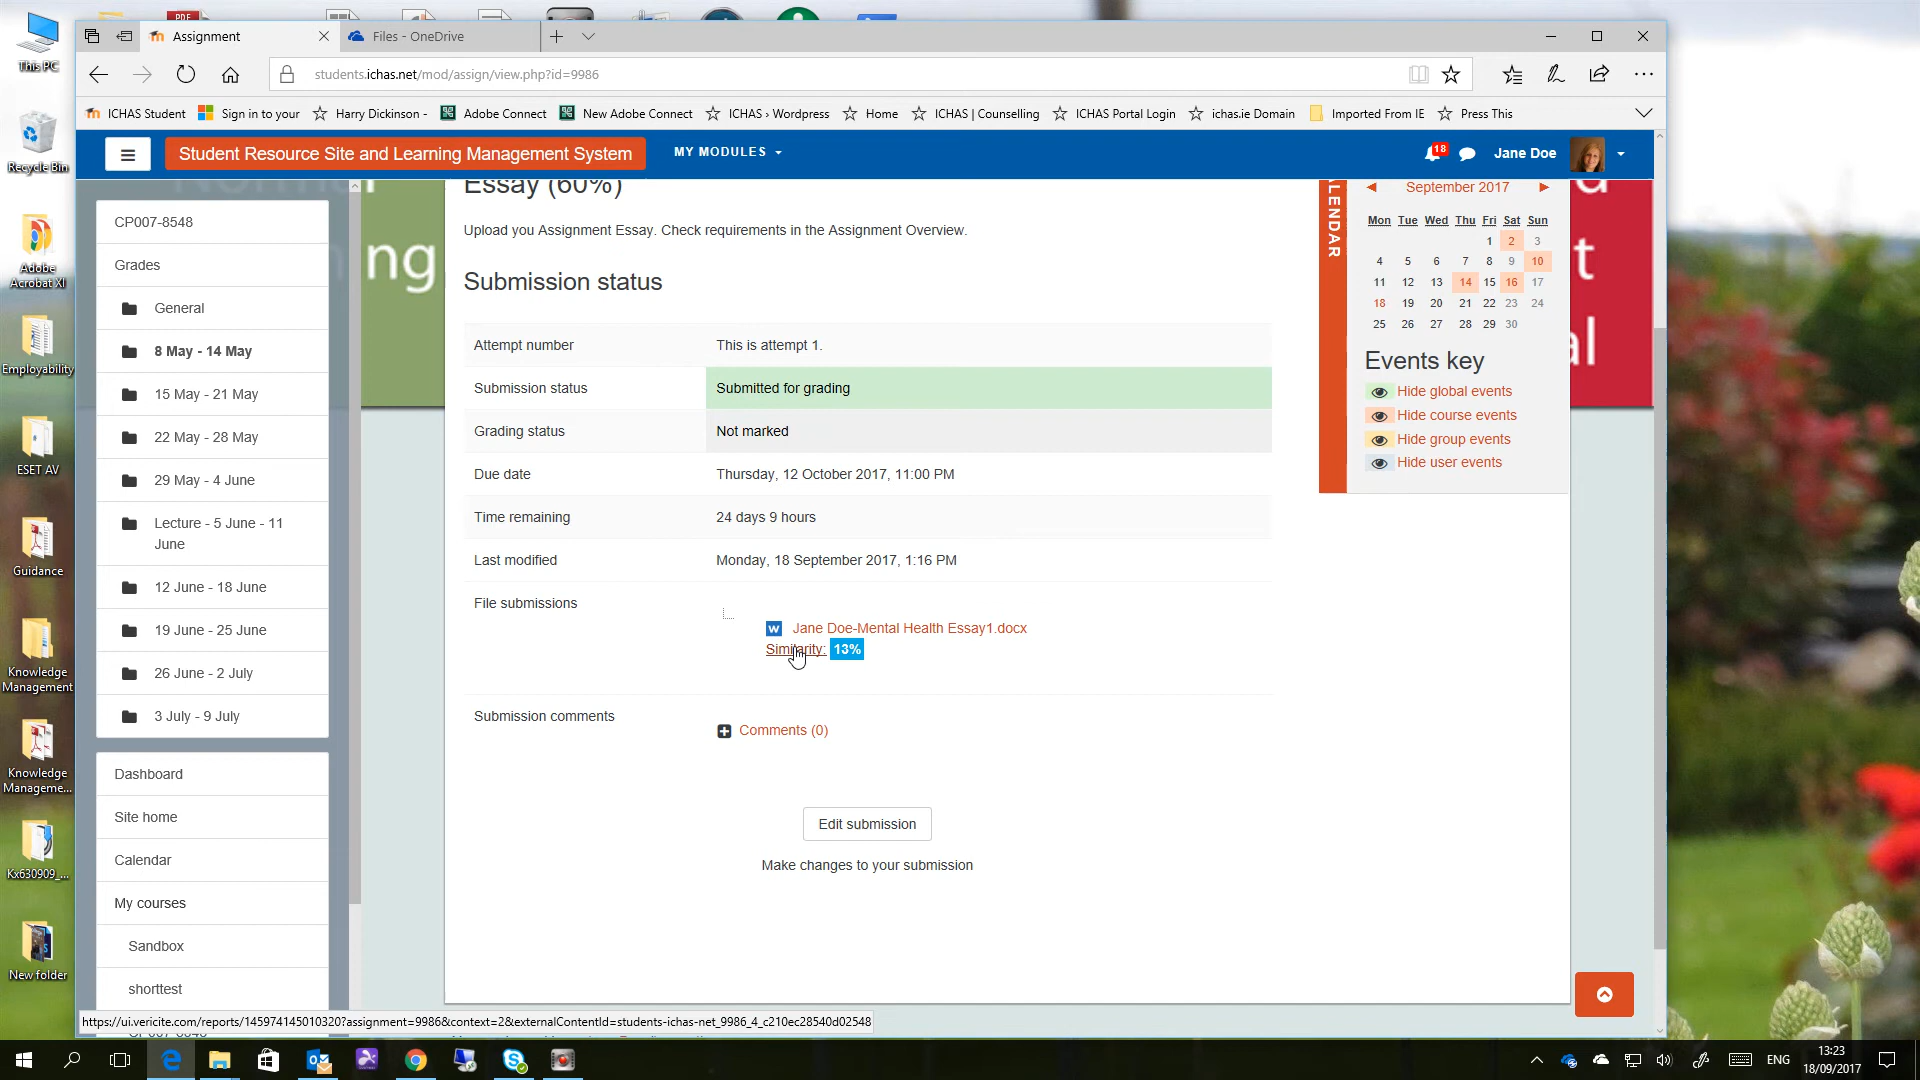 Assignment
Files - OneDrive
students.ichas.net/mod/assign/view.php?id=9986
ICHAS Student
Sign in to your
Harry Dickinson -
Adobe Connect
New Adobe Connect
ICHAS › Wordpress
Home
ICHAS | Counselling
ICHAS Portal Login
ichas.ie Domain
Imported From IE
Press This
Student Resource Site and Learning Management System
MY MODULES
18
Jane Doe
This PC
Recycle Bin
Adobe
Acrobat XI
Employability
ESET AV
Guidance
Knowledge
Management
Knowledge
Manageme...
Kx630909_...
New folder
CP007-8548
Grades
General
8 May - 14 May
15 May - 21 May
22 May - 28 May
29 May - 4 June
Lecture - 5 June - 11
June
12 June - 18 June
19 June - 25 June
26 June - 2 July
3 July - 9 July
Dashboard
Site home
Calendar
My courses
Sandbox
shorttest
ng
Essay (60%)
Upload you Assignment Essay. Check requirements in the Assignment Overview.
Submission status
Attempt number This is attempt 1.
Submission status Submitted for grading
Grading status Not marked
Due date Thursday, 12 October 2017, 11:00 PM
Time remaining 24 days 9 hours
Last modified Monday, 18 September 2017, 1:16 PM
File submissions
Jane Doe-Mental Health Essay1.docx
Similarity: 13%
Submission comments
Comments (0)
Edit submission
Make changes to your submission
ALENDAR
September 2017
Mon Tue Wed Thu Fri Sat Sun
1 2 3
4 5 6 7 8 9 10
11 12 13 14 15 16 17
18 19 20 21 22 23 24
25 26 27 28 29 30
Events key
Hide global events
Hide course events
Hide group events
Hide user events
https://ui.vericite.com/reports/145974145010320?assignment=9986&context=2&externalContentId=students-ichas-net_9986_4_c210ec28540d02548
ENG
13:23
18/09/2017